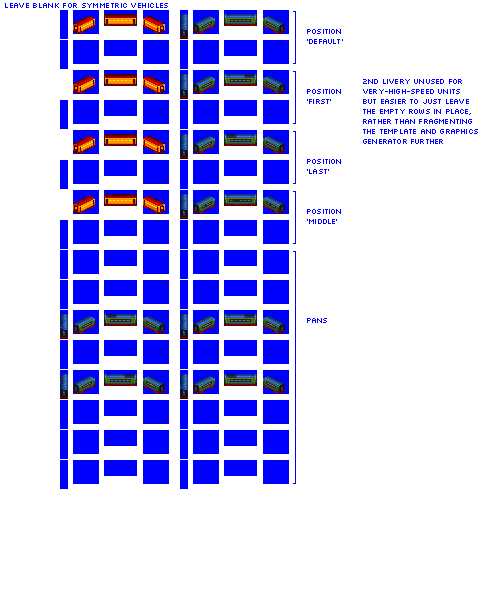 LEAVE BLANK FOR SYMMETRIC VEHICLES
POSITION
'DEFAULT'
2ND LIVERY UNUSED FOR
VERY-HIGH-SPEED UNITS
BUT EASIER TO JUST LEAVE
THE EMPTY ROWS IN PLACE,
RATHER THAN FRAGMENTING
THE TEMPLATE AND GRAPHICS
GENERATOR FURTHER
POSITION
'FIRST'
POSITION
'LAST'
POSITION
'MIDDLE'
PANS